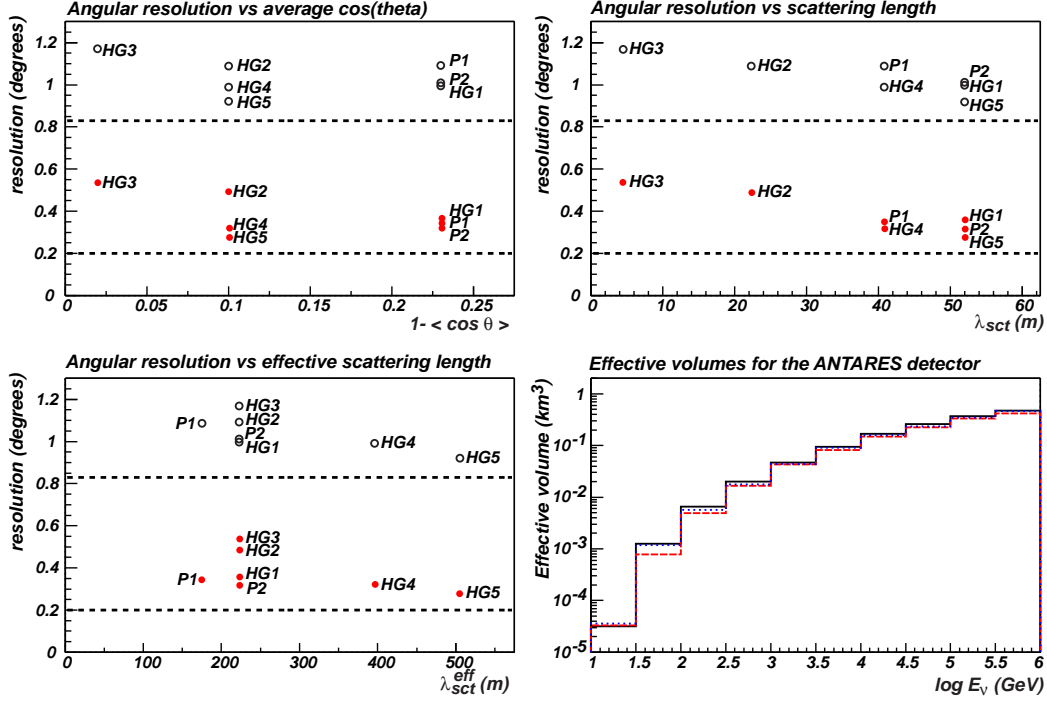 Angular resolution vs average cos(theta)
resolution (degrees)
1.2
1
0.8
0.6
0.4
0.2
0
HG3
HG2
HG4
HG5
P1
P2
HG1
HG3
HG2
HG4
HG5
HG1
P1
P2
0 0.05 0.1 0.15 0.2 0.25
1- < cos θ >
Angular resolution vs scattering length
resolution (degrees)
1.2
1
0.8
0.6
0.4
0.2
0
HG3
HG2
P1
HG4
P2
HG1
HG5
HG3
HG2
P1
HG4
HG1
P2
HG5
0 10 20 30 40 50 60
λsct (m)
Angular resolution vs effective scattering length
resolution (degrees)
1.2
1
0.8
0.6
0.4
0.2
0
P1
HG3
HG2
P2
HG1
HG4
HG5
HG3
HG2
P1
HG1
P2
HG4
HG5
0 100 200 300 400 500
λsct^eff (m)
Effective volumes for the ANTARES detector
Effective volume (km³)
1
10⁻¹
10⁻²
10⁻³
10⁻⁴
10⁻⁵
1 1.5 2 2.5 3 3.5 4 4.5 5 5.5 6
log Eν (GeV)